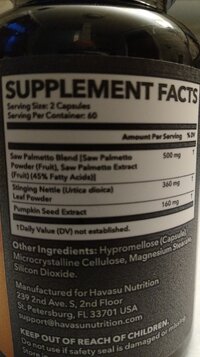 SUPPLEMENT FACTS
Serving Size: 2 Capsules
Serving Per Container: 60
Amount Per Serving %DV
Saw Palmetto Blend [Saw Palmetto 500 mg †
Powder (Fruit), Saw Palmetto Extract
(Fruit) (45% Fatty Acids)]
Stinging Nettle (Urtica dioica) 360 mg †
Leaf Powder
Pumpkin Seed Extract 160 mg †
†Daily Value (DV) not established.
Other Ingredients: Hypromellose (Capsule),
Microcrystalline Cellulose, Magnesium Stearate,
Silicon Dioxide.
Manufactured for Havasu Nutrition
239 2nd Ave. S, 2nd Floor
St. Petersburg, FL 33701 USA
support@havasunutrition.com
KEEP OUT OF REACH OF CHILDREN.
Do not use if safety seal is damaged or missing.
Store